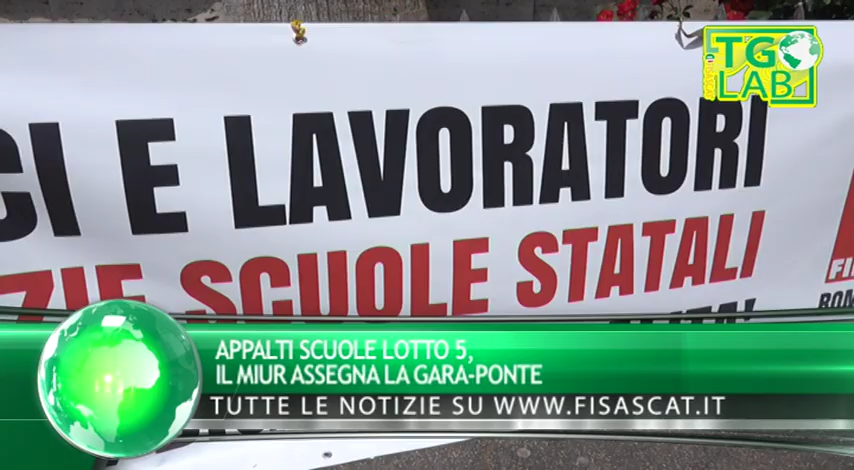 TG LAB
CI E LAVORATORI
ZIE SCUOLE STATALI
APPALTI SCUOLE LOTTO 5,
IL MIUR ASSEGNA LA GARA-PONTE
TUTTE LE NOTIZIE SU WWW.FISASCAT.IT